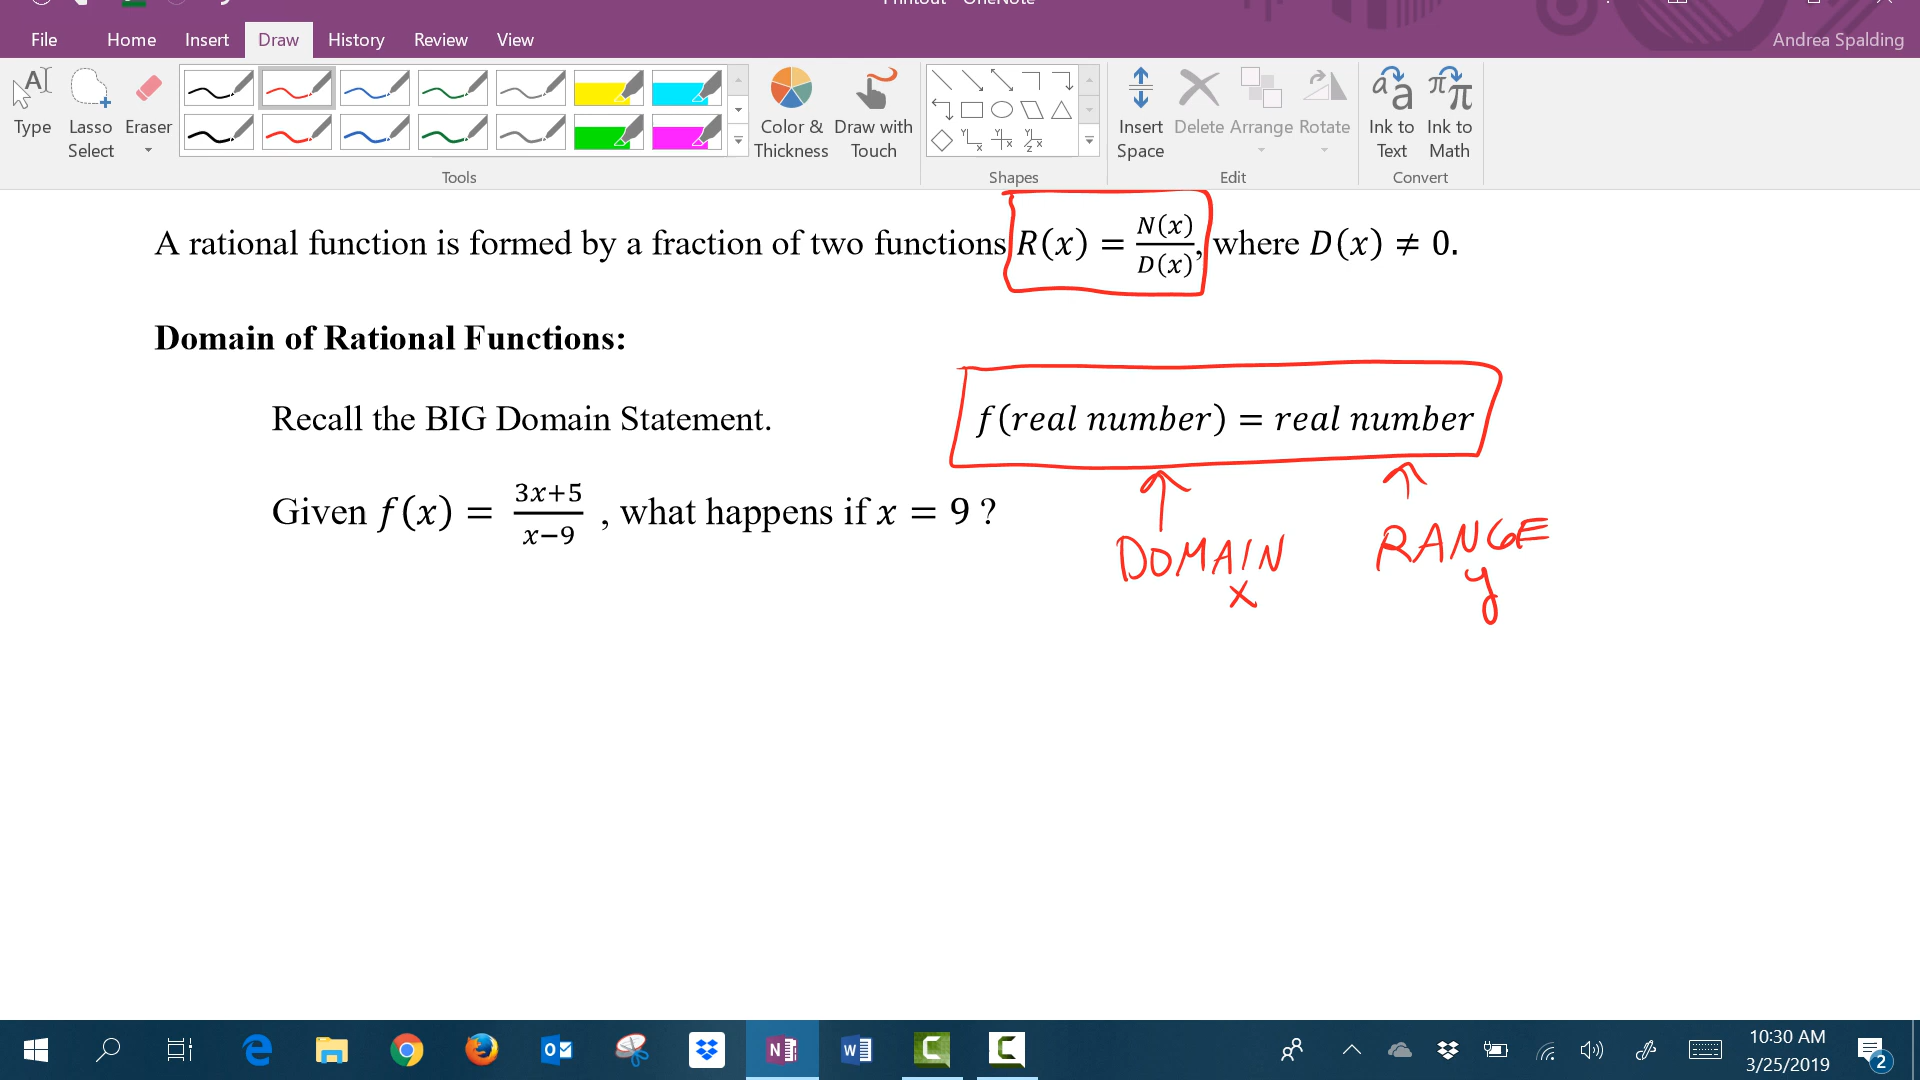 File Home Insert Draw History Review View Andrea Spalding
Type Lasso Select Eraser Color & Thickness Draw with Touch Insert Space Delete Arrange Rotate Ink to Text Ink to Math
Tools Shapes Edit Convert
A rational function is formed by a fraction of two functions R(x) = N(x)/D(x), where D(x) ≠ 0.
Domain of Rational Functions:
Recall the BIG Domain Statement. f(real number) = real number
Given f(x) = 3x+5/x−9 , what happens if x = 9 ?
DOMAIN RANGE
x y
10:30 AM
3/25/2019
2